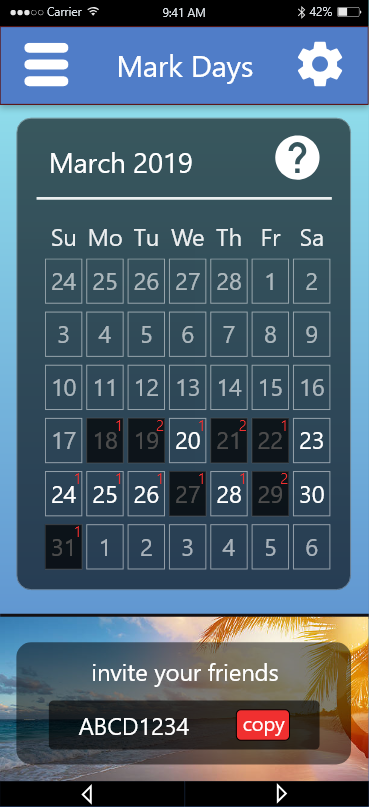 Carrier 9:41 AM 42%
Mark Days
March 2019 ?
Su Mo Tu We Th Fr Sa
24 25 26 27 28 1 2
3 4 5 6 7 8 9
10 11 12 13 14 15 16
17 18 1 19 2 20 1 21 2 22 1 23
24 1 25 1 26 1 27 1 28 1 29 2 30
31 1 1 2 3 4 5 6
invite your friends
ABCD1234 copy